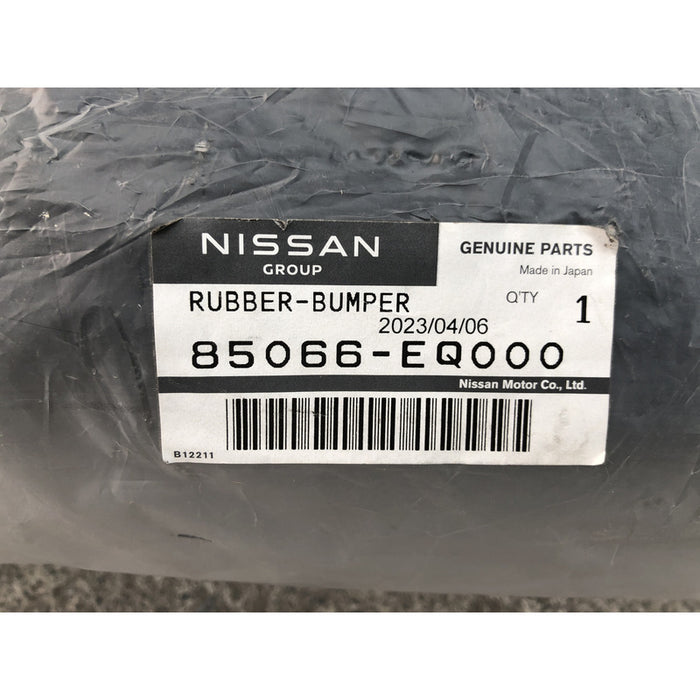 NISSAN
GROUP
GENUINE PARTS
Made in Japan
RUBBER-BUMPER
Q'TY 1
2023/04/06
85066-EQ000
Nissan Motor Co., Ltd.
B12211